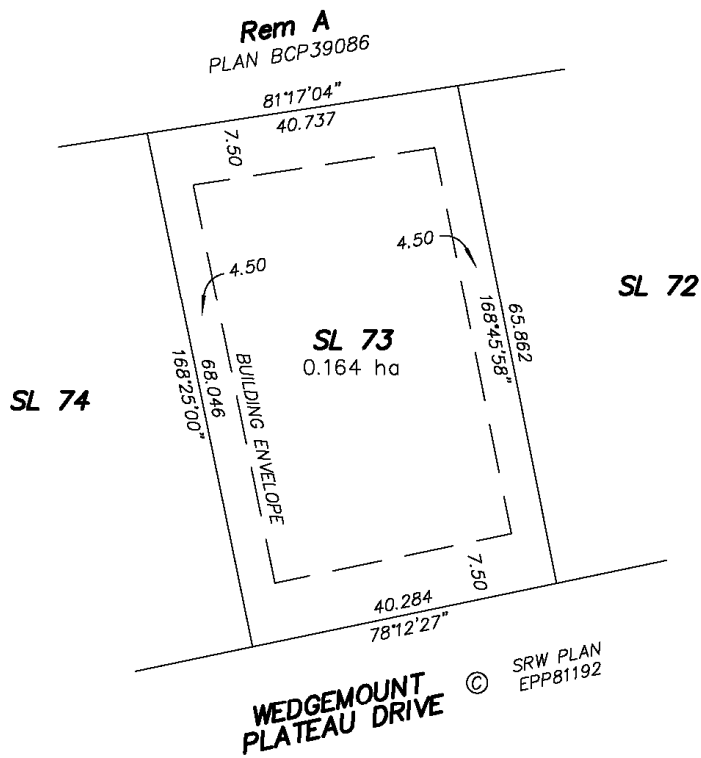 Rem A
PLAN BCP39086
81°17'04"
40.737
7.50
4.50
4.50
SL 72
SL 73
0.164 ha
65.862
168°45'58"
SL 74
68.046
168°25'00"
BUILDING ENVELOPE
7.50
40.284
78°12'27"
WEDGEMOUNT
PLATEAU DRIVE
©
SRW PLAN
EPP81192